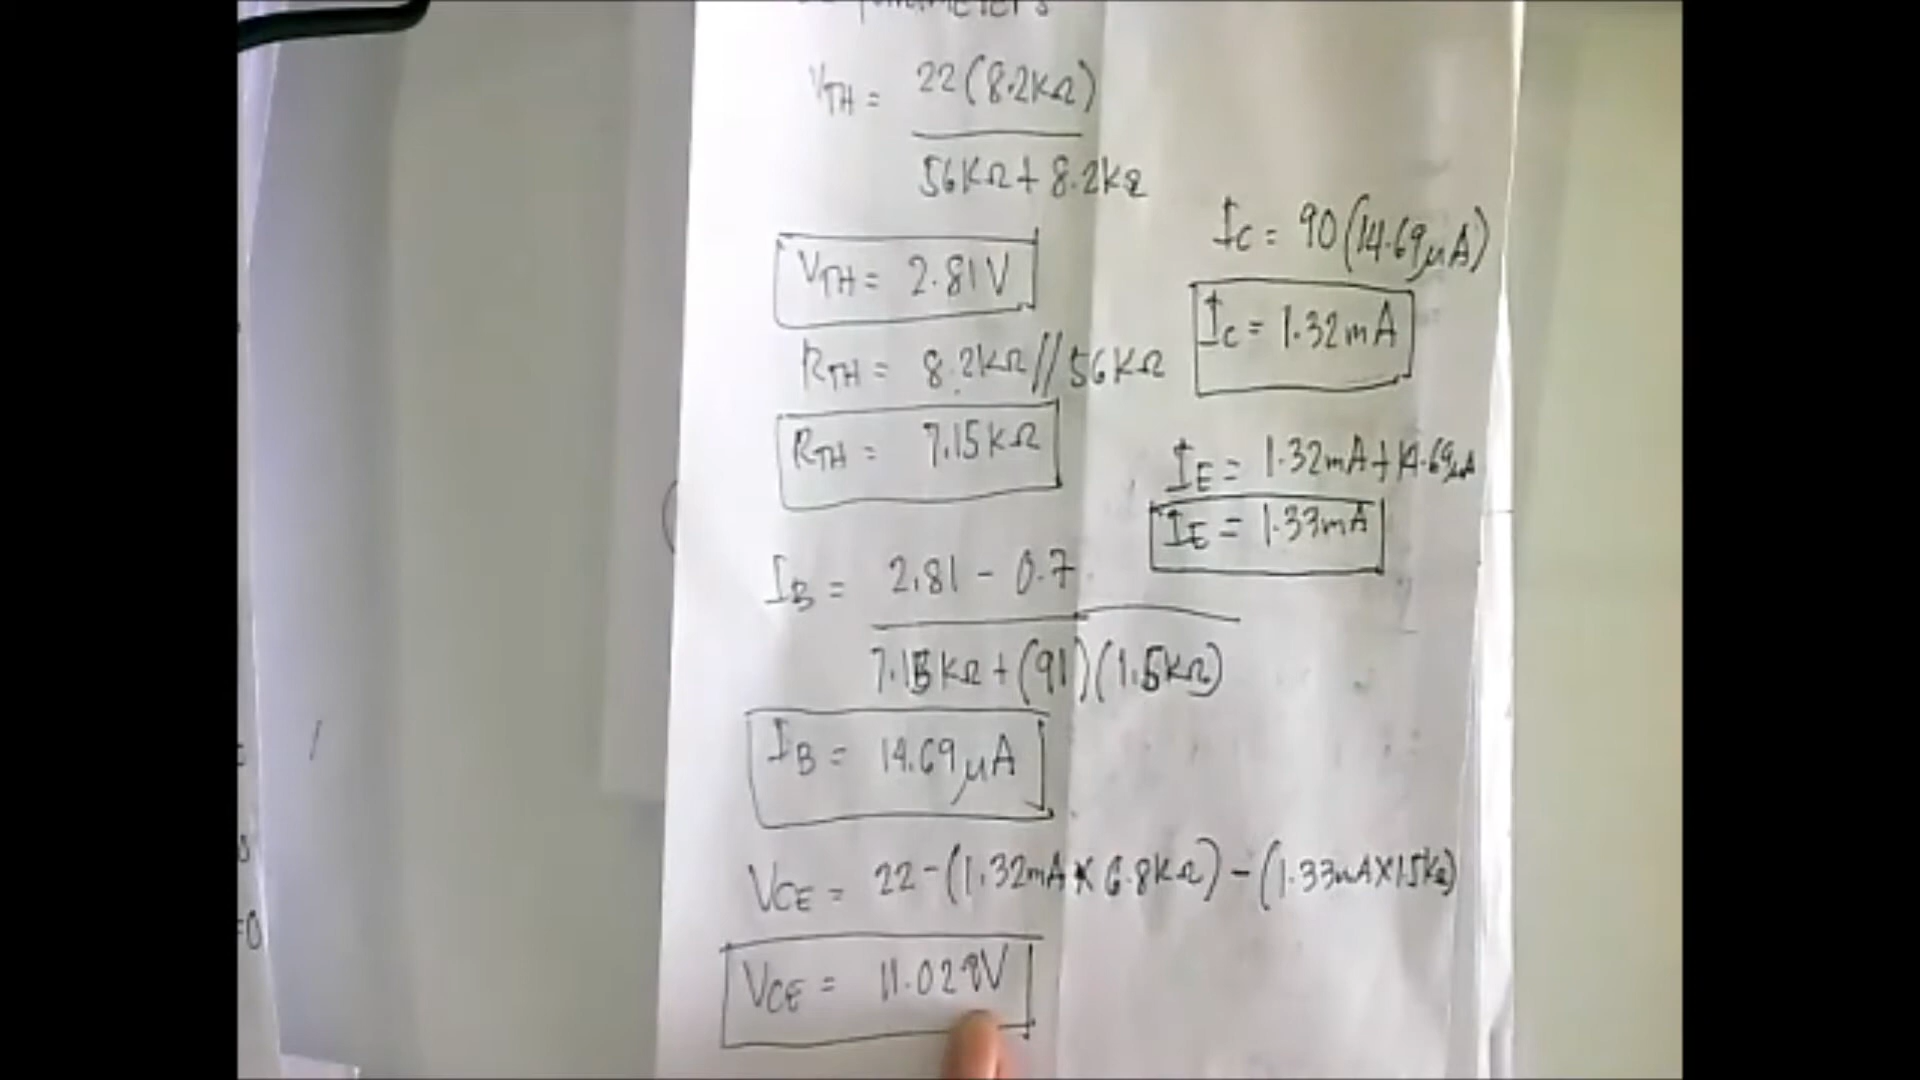 parameters
VTH = 22(8.2KΩ)
56KΩ + 8.2KΩ
VTH = 2.81V
RTH = 8.2KΩ // 56KΩ
RTH = 7.15KΩ
IB = 2.81 - 0.7
7.15KΩ + (91)(1.5KΩ)
IB = 14.69μA
VCE = 22 - (1.32mA × 6.8KΩ) - (1.33mA × 1.5KΩ)
VCE = 11.028V
IC = 90(14.69μA)
IC = 1.32mA
IE = 1.32mA + 14.69μA
IE = 1.33mA
=0